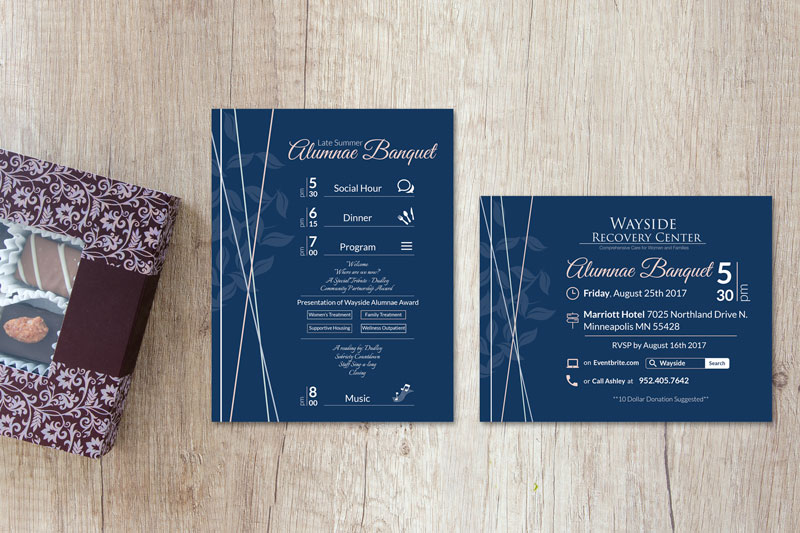 Late Summer
Alumnae Banquet
pm 5 30 Social Hour
pm 6 15 Dinner
pm 7 00 Program
Welcome
Where are we now?
A Special Tribute - Dudley
Community Partnership Award
Presentation of Wayside Alumnae Award
Women's Treatment Family Treatment
Supportive Housing Wellness Outpatient
A reading by Dudley
Sobriety Countdown
Staff Sing-a-long
Closing
pm 8 00 Music
WAYSIDE
RECOVERY CENTER
Comprehensive Care for Women and Families
Alumnae Banquet 5 30 pm
Friday, August 25th 2017
Marriott Hotel 7025 Northland Drive N.
Minneapolis MN 55428
RVSP by August 16th 2017
on Eventbrite.com Wayside Search
or Call Ashley at 952.405.7642
**10 Dollar Donation Suggested**